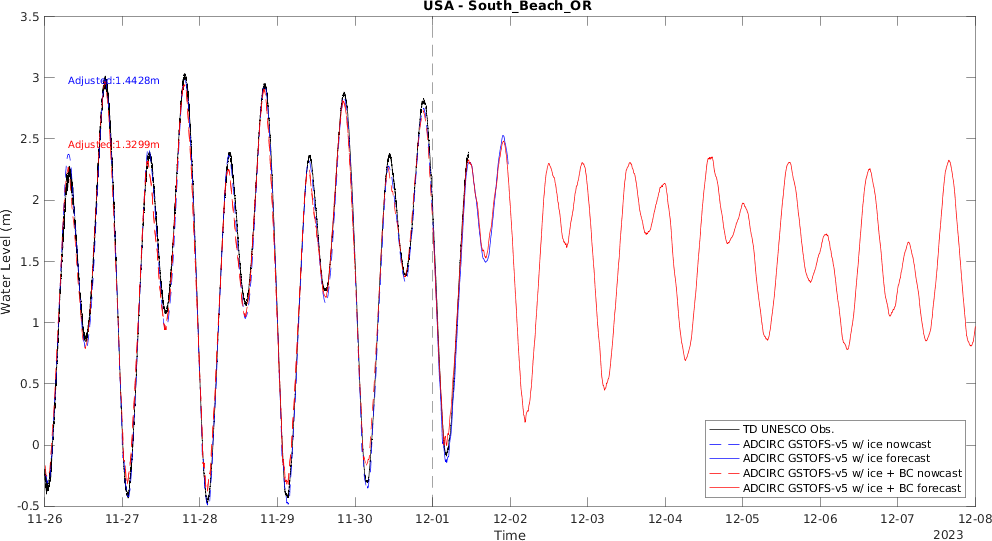 USA - South_Beach_OR
Water Level (m)
3.5
3
2.5
2
1.5
1
0.5
0
-0.5
Adjusted:1.4428m
Adjusted:1.3299m
TD UNESCO Obs.
ADCIRC GSTOFS-v5 w/ ice nowcast
ADCIRC GSTOFS-v5 w/ ice forecast
ADCIRC GSTOFS-v5 w/ ice + BC nowcast
ADCIRC GSTOFS-v5 w/ ice + BC forecast
11-26 11-27 11-28 11-29 11-30 12-01 12-02 12-03 12-04 12-05 12-06 12-07 12-08
Time
2023